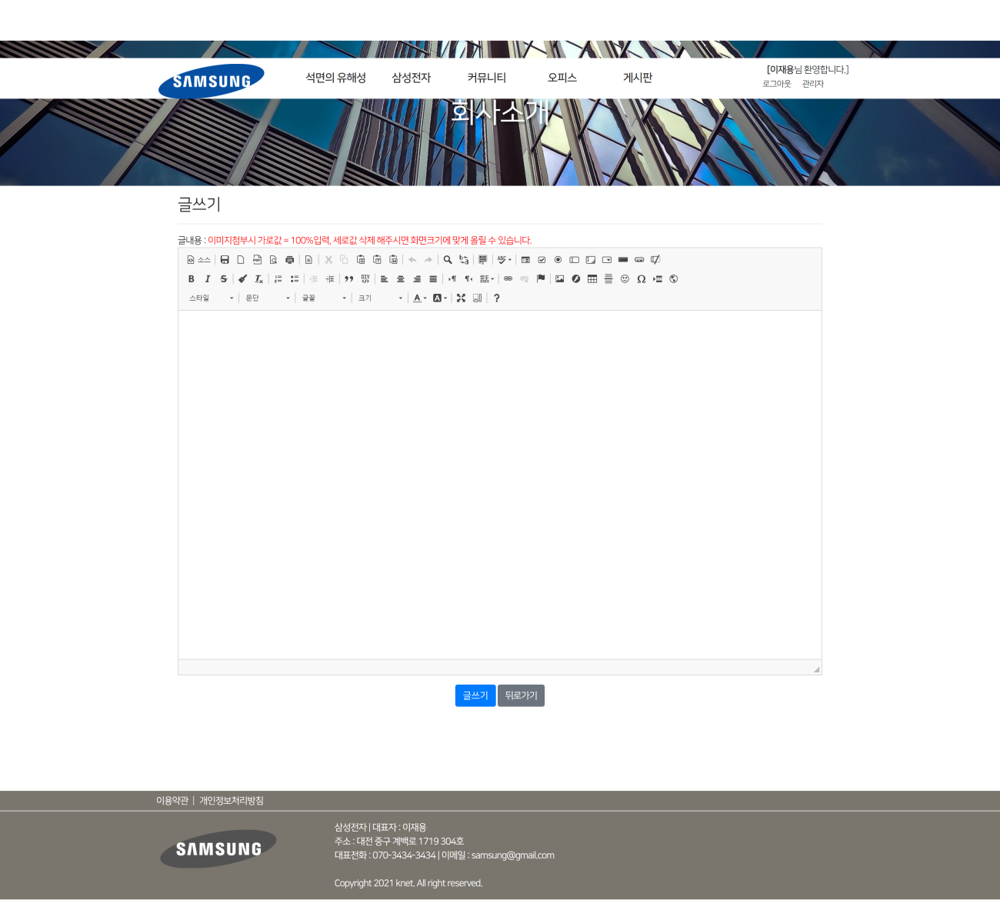 SAMSUNG
석면의 유해성
삼성전자
커뮤니티
오피스
게시판
[이재용님 환영합니다.]
로그아웃 관리자
회사소개
글쓰기
글내용 : 이미지첨부시 가로값 = 100%입력, 세로값 삭제 해주시면 화면크기에 맞게 올릴 수 있습니다.
소스
스타일 문단 글꼴 크기
글쓰기 뒤로가기
이용약관 | 개인정보처리방침
SAMSUNG
삼성전자 | 대표자 : 이재용
주소 : 대전 중구 계백로 1719 304호
대표전화 : 070-3434-3434 | 이메일 : samsung@gmail.com
Copyright 2021 knet. All right reserved.